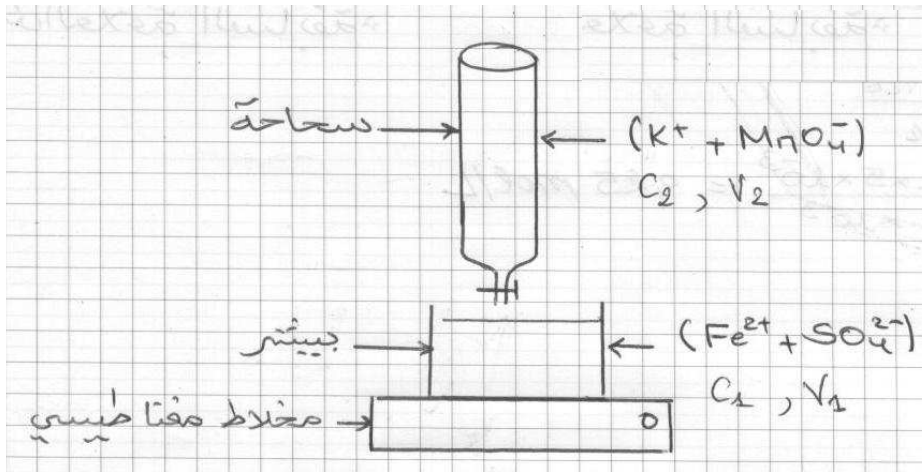 سحاحة
(K⁺ + MnO₄⁻)
C₂ , V₂
بيشر
(Fe²⁺ + SO₄²⁻)
C₁ , V₁
مخلاط مغناطيسي